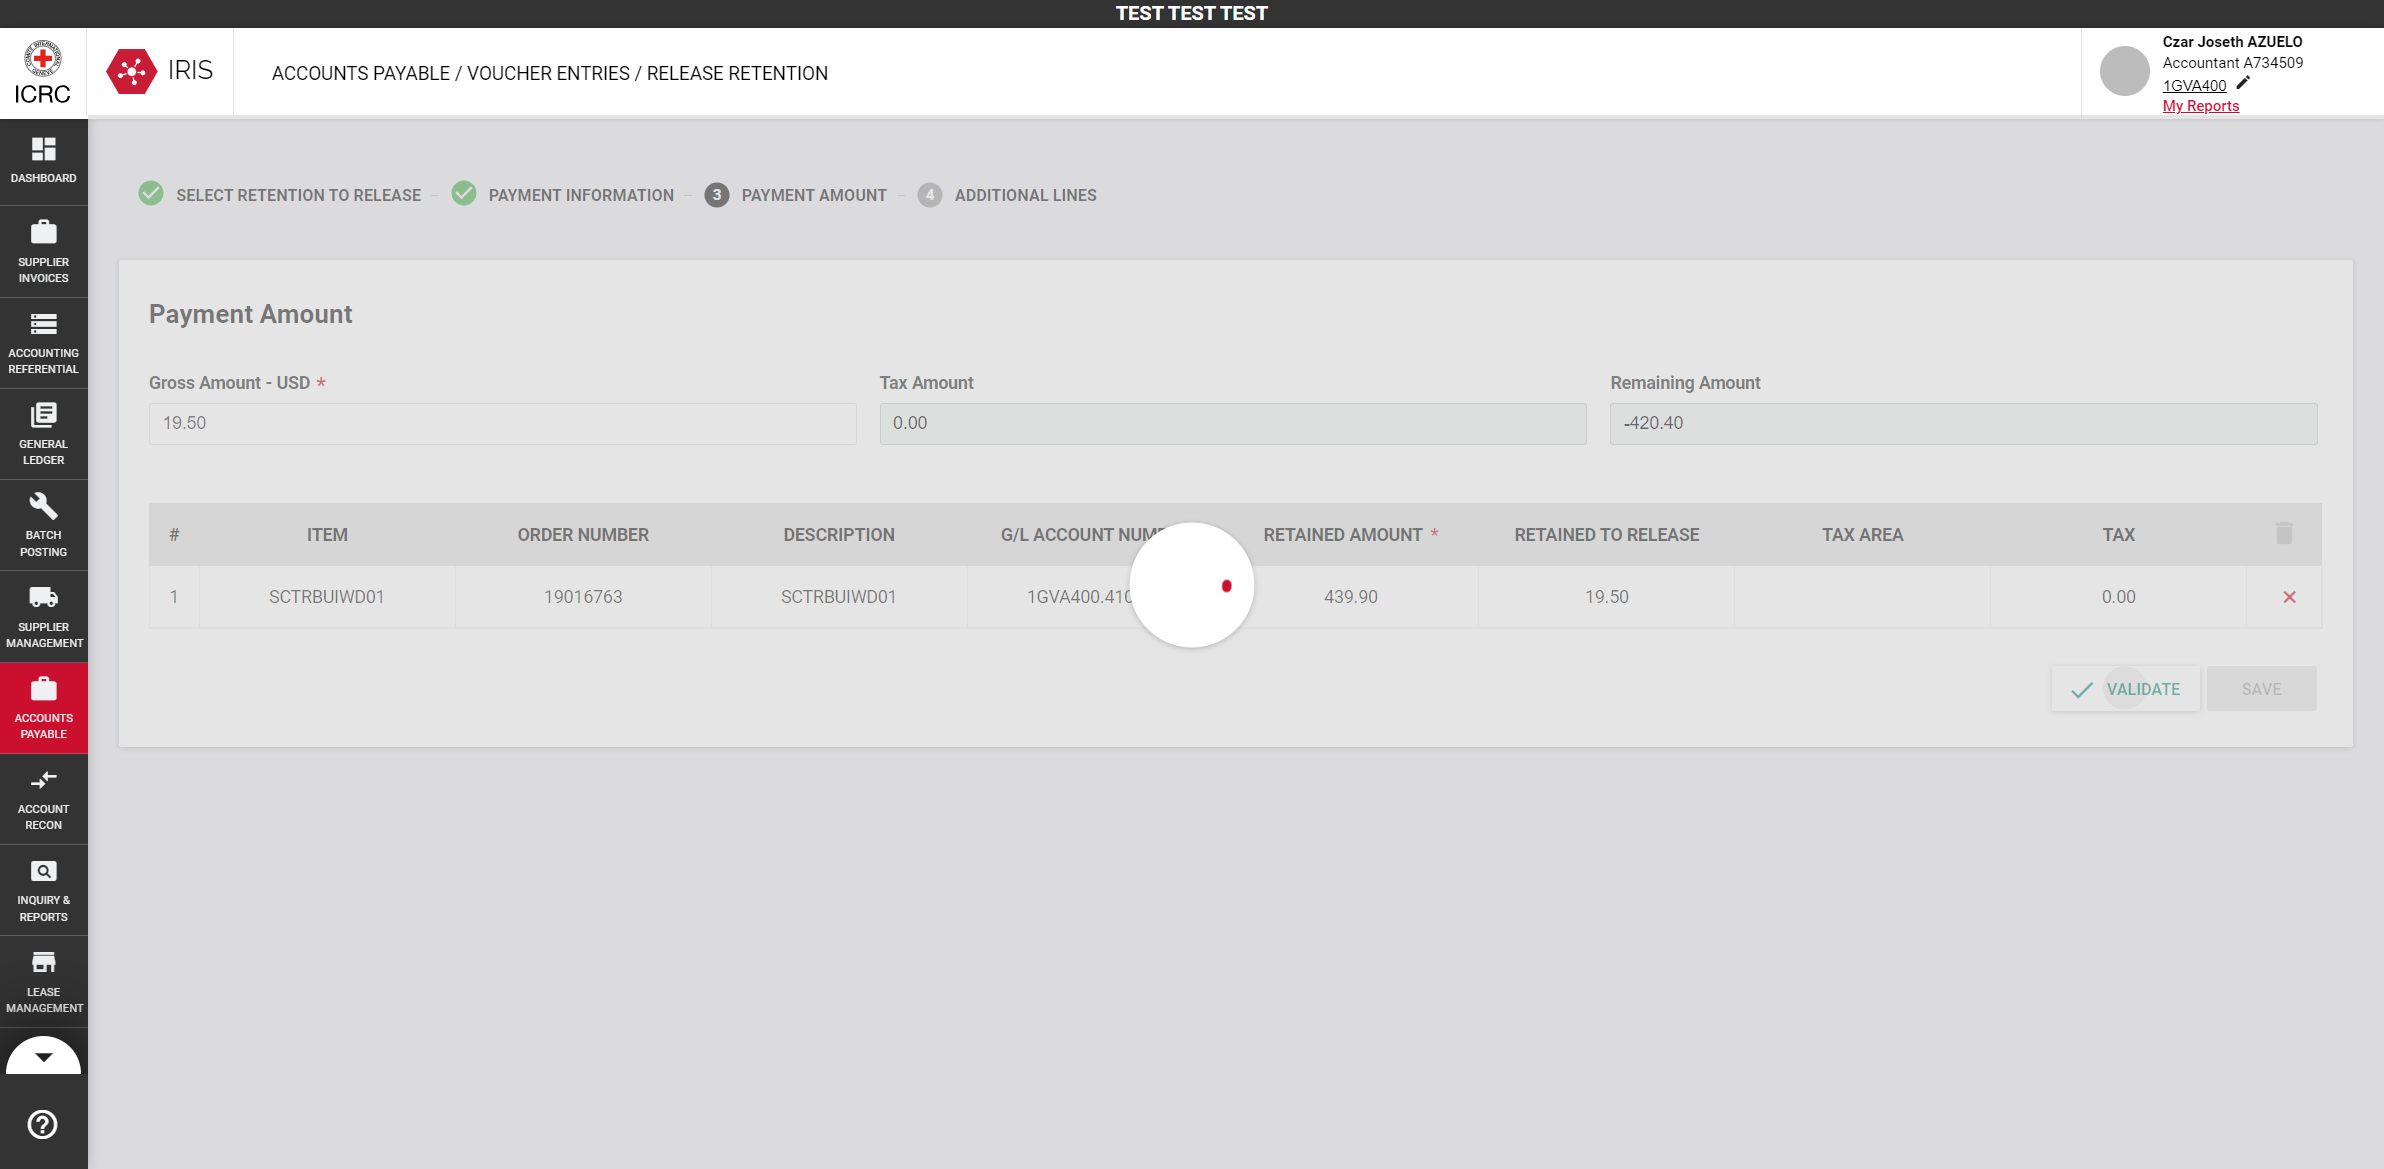 TEST TEST TEST
ICRC
IRIS
ACCOUNTS PAYABLE / VOUCHER ENTRIES / RELEASE RETENTION
Czar Joseth AZUELO
Accountant A734509
1GVA400
My Reports
DASHBOARD
SUPPLIER
INVOICES
ACCOUNTING
REFERENTIAL
GENERAL
LEDGER
BATCH
POSTING
SUPPLIER
MANAGEMENT
ACCOUNTS
PAYABLE
ACCOUNT
RECON
INQUIRY &
REPORTS
LEASE
MANAGEMENT
SELECT RETENTION TO RELEASE
PAYMENT INFORMATION
3 PAYMENT AMOUNT
4 ADDITIONAL LINES
Payment Amount
Gross Amount - USD * Tax Amount Remaining Amount
19.50 0.00 -420.40
# ITEM ORDER NUMBER DESCRIPTION G/L ACCOUNT RETAINED AMOUNT * RETAINED TO RELEASE TAX AREA TAX
1 SCTRBUIWD01 19016763 SCTRBUIWD01 1GVA400.410 439.90 19.50 0.00
VALIDATE SAVE